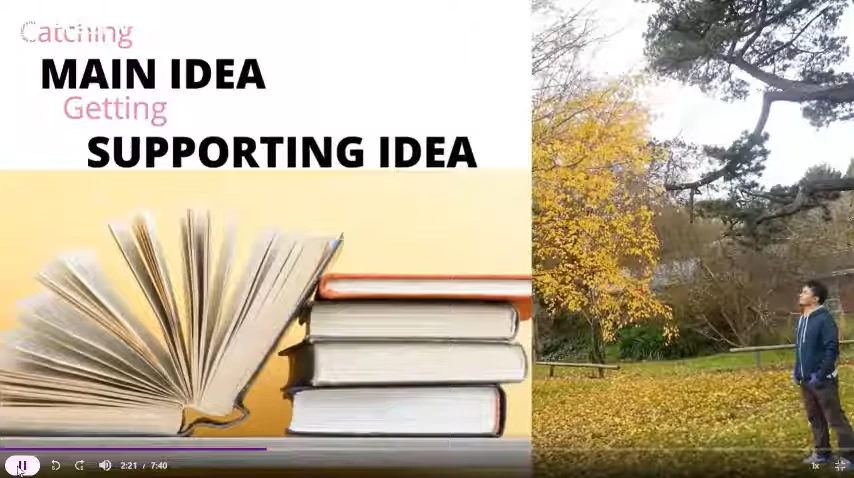 Catching
MAIN IDEA
Getting
SUPPORTING IDEA
2:21 / 7:40
1x